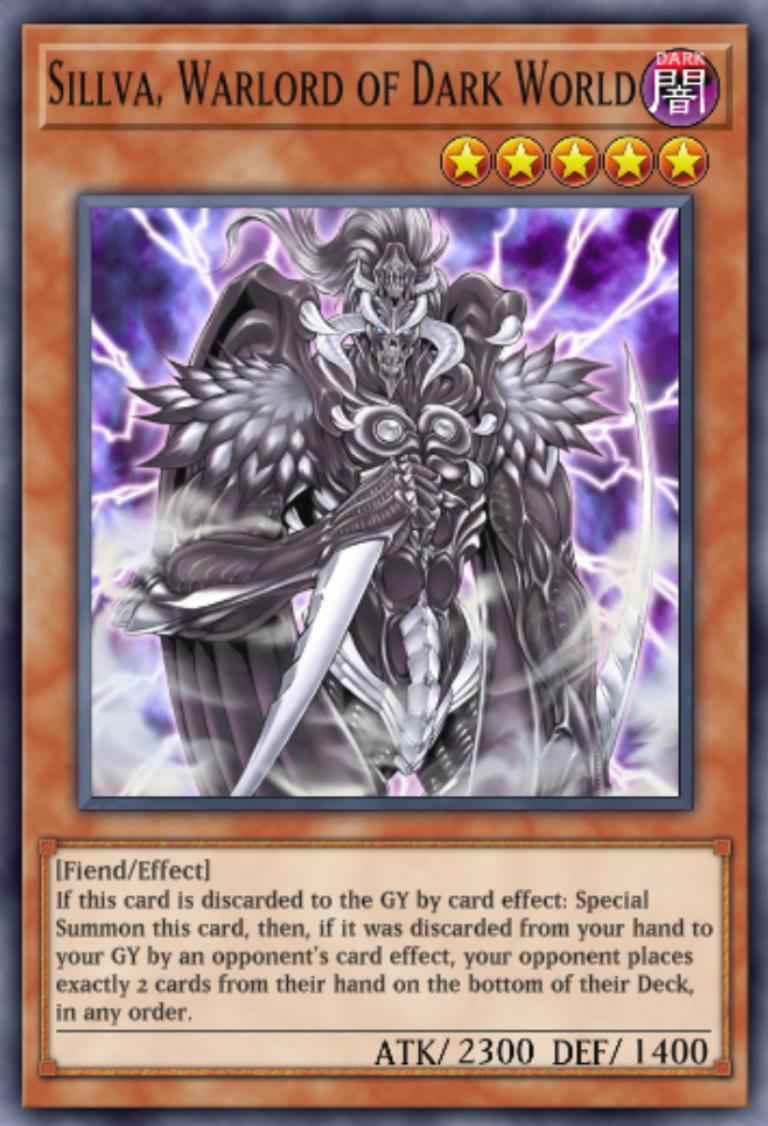 SILLVA, WARLORD OF DARK WORLD
DARK
闇
[Fiend/Effect]
If this card is discarded to the GY by card effect: Special
Summon this card, then, if it was discarded from your hand to
your GY by an opponent's card effect, your opponent places
exactly 2 cards from their hand on the bottom of their Deck,
in any order.
ATK/ 2300 DEF/ 1400